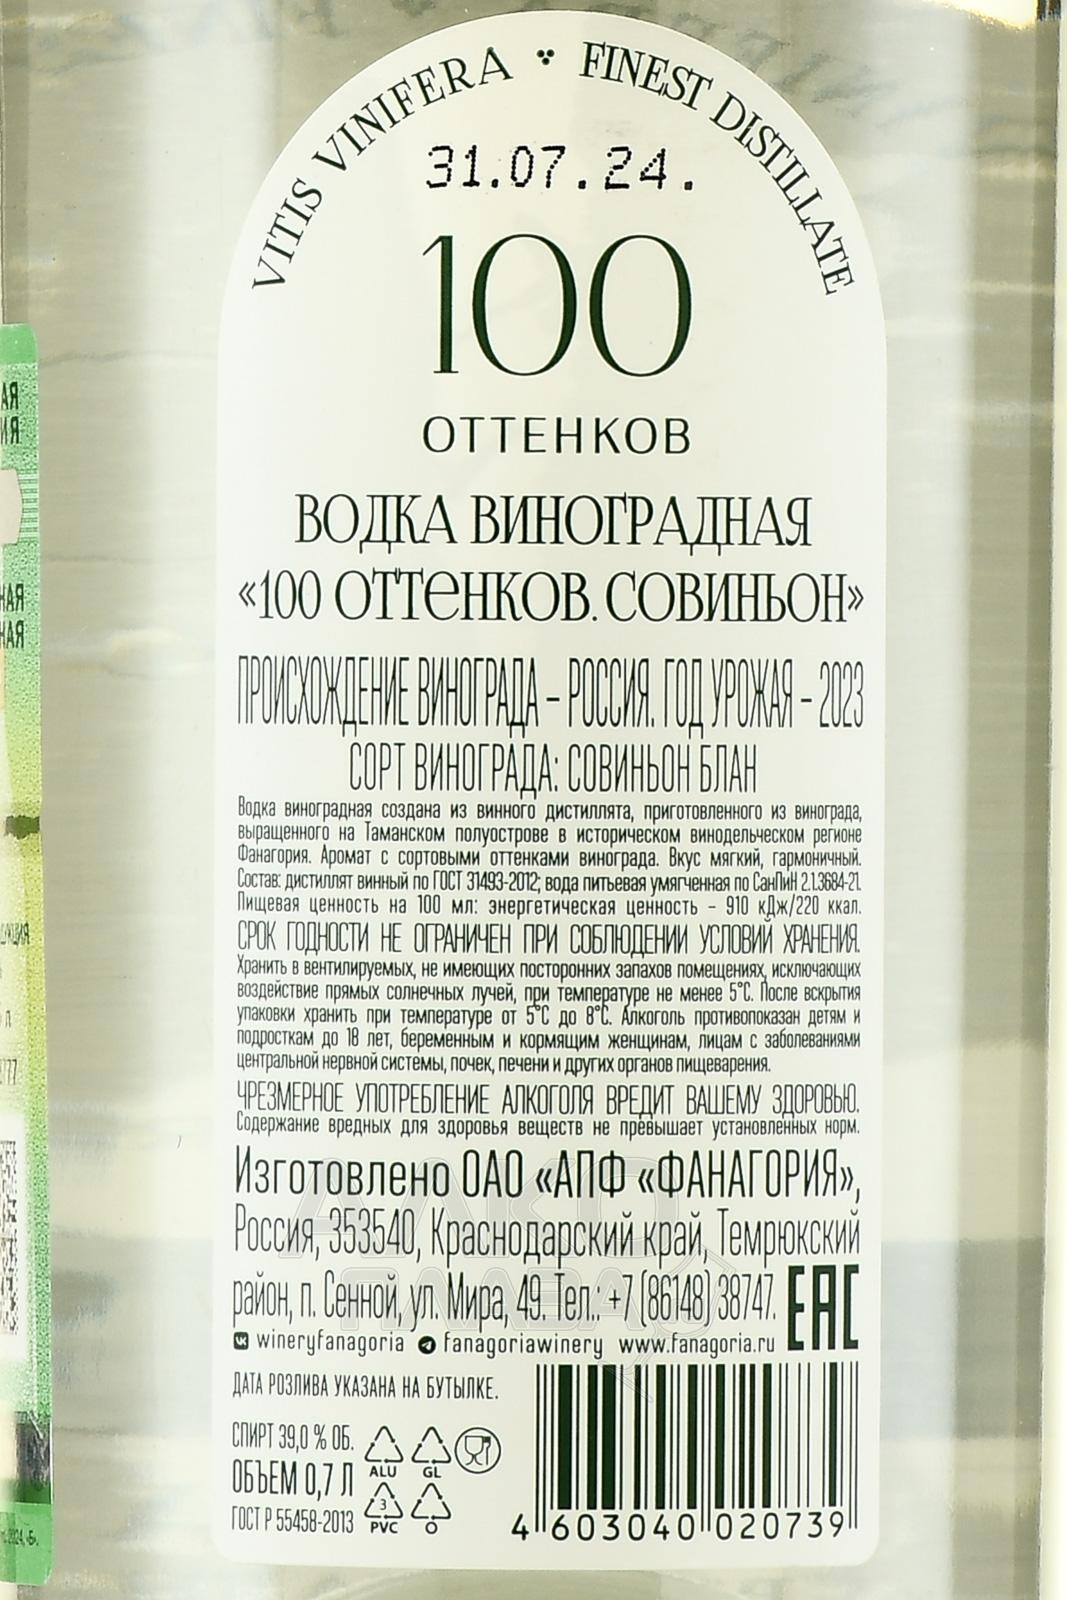 VITIS VINIFERA FINEST DISTILLATE
31.07.24.
100
ОТТЕНКОВ
ВОДКА ВИНОГРАДНАЯ
«100 ОТТЕНКОВ. СОВИНЬОН»
ПРОИСХОЖДЕНИЕ ВИНОГРАДА – РОССИЯ. ГОД УРОЖАЯ – 2023
СОРТ ВИНОГРАДА: СОВИНЬОН БЛАН
Водка виноградная создана из винного дистиллята, приготовленного из винограда,
выращенного на Таманском полуострове в историческом винодельческом регионе
Фанагория. Аромат с сортовыми оттенками винограда. Вкус мягкий, гармоничный.
Состав: дистиллят винный по ГОСТ 31493-2012; вода питьевая умягченная по СанПиН 2.1.3684-21.
Пищевая ценность на 100 мл: энергетическая ценность – 910 кДж/220 ккал.
СРОК ГОДНОСТИ НЕ ОГРАНИЧЕН ПРИ СОБЛЮДЕНИИ УСЛОВИЙ ХРАНЕНИЯ.
Хранить в вентилируемых, не имеющих посторонних запахов помещениях, исключающих
воздействие прямых солнечных лучей, при температуре не менее 5°С. После вскрытия
упаковки хранить при температуре от 5°С до 8°С. Алкоголь противопоказан детям и
подросткам до 18 лет, беременным и кормящим женщинам, лицам с заболеваниями
центральной нервной системы, почек, печени и других органов пищеварения.
ЧРЕЗМЕРНОЕ УПОТРЕБЛЕНИЕ АЛКОГОЛЯ ВРЕДИТ ВАШЕМУ ЗДОРОВЬЮ.
Содержание вредных для здоровья веществ не превышает установленных норм.
Изготовлено ОАО «АПФ «ФАНАГОРИЯ»,
Россия, 353540, Краснодарский край, Темрюкский
район, п. Сенной, ул. Мира, 49. Тел.: +7 (86148) 38747.
EAC
wineryfanagoria fanagoriawinery www.fanagoria.ru
ДАТА РОЗЛИВА УКАЗАНА НА БУТЫЛКЕ.
СПИРТ 39,0 % ОБ.
ОБЪЕМ 0,7 Л
ГОСТ Р 55458-2013
ALU GL
3
PVC O
4 603040 020739
АЛКО
ПЛАЗА